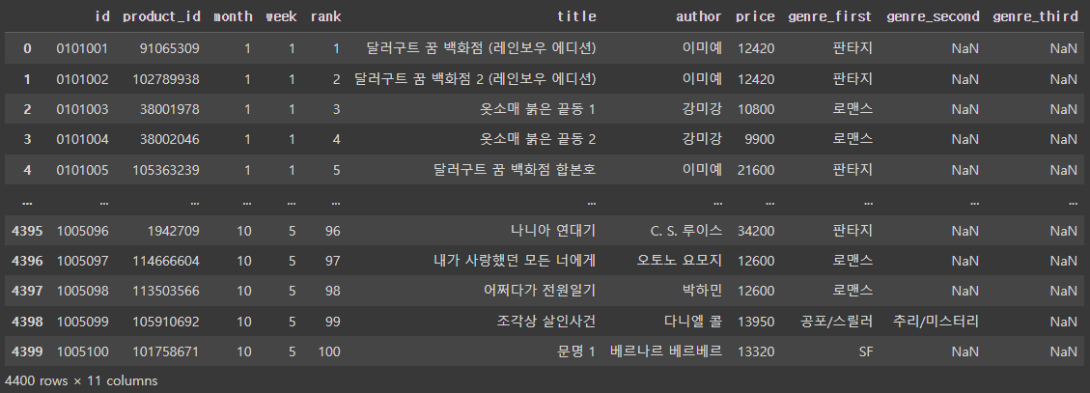 id product_id month week rank title author price genre_first genre_second genre_third
0 0101001 91065309 1 1 1 달러구트 꿈 백화점 (레인보우 에디션) 이미예 12420 판타지 NaN NaN
1 0101002 102789938 1 1 2 달러구트 꿈 백화점 2 (레인보우 에디션) 이미예 12420 판타지 NaN NaN
2 0101003 38001978 1 1 3 옷소매 붉은 끝동 1 강미강 10800 로맨스 NaN NaN
3 0101004 38002046 1 1 4 옷소매 붉은 끝동 2 강미강 9900 로맨스 NaN NaN
4 0101005 105363239 1 1 5 달러구트 꿈 백화점 합본호 이미예 21600 판타지 NaN NaN
... ... ... ... ... ... ... ... ... ... ... ...
4395 1005096 1942709 10 5 96 나니아 연대기 C. S. 루이스 34200 판타지 NaN NaN
4396 1005097 114666604 10 5 97 내가 사랑했던 모든 너에게 오토노 요모지 12600 로맨스 NaN NaN
4397 1005098 113503566 10 5 98 어쩌다가 전원일기 박하민 12600 로맨스 NaN NaN
4398 1005099 105910692 10 5 99 조각상 살인사건 다니엘 콜 13950 공포/스릴러 추리/미스터리 NaN
4399 1005100 101758671 10 5 100 문명 1 베르나르 베르베르 13320 SF NaN NaN
4400 rows × 11 columns